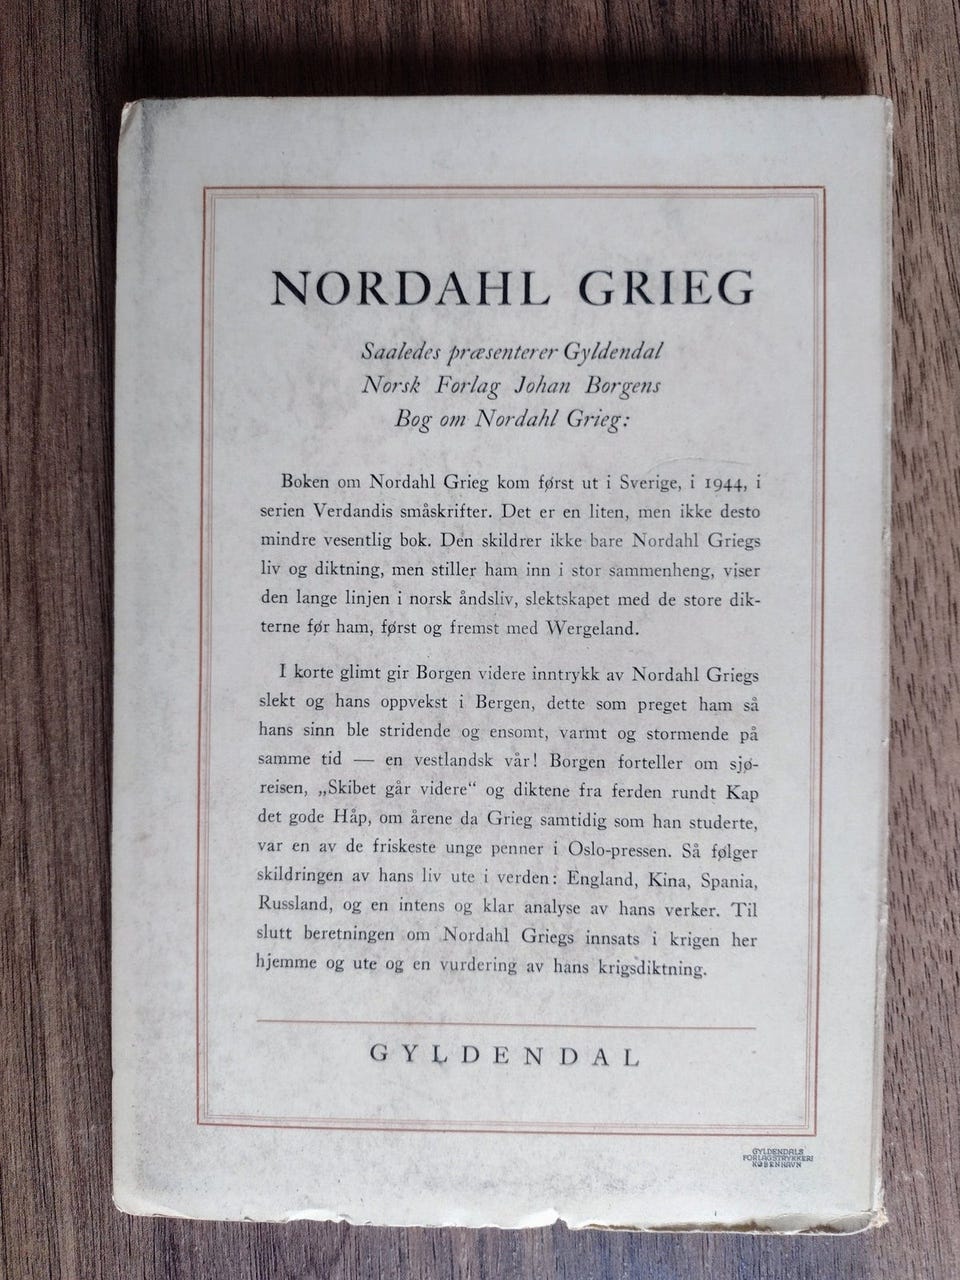 NORDAHL GRIEG
Saaledes præsenterer Gyldendal
Norsk Forlag Johan Borgens
Bog om Nordahl Grieg:
Boken om Nordahl Grieg kom først ut i Sverige, i 1944, i
serien Verdandis småskrifter. Det er en liten, men ikke desto
mindre vesentlig bok. Den skildrer ikke bare Nordahl Griegs
liv og diktning, men stiller ham inn i stor sammenheng, viser
den lange linjen i norsk åndsliv, slektskapet med de store dik-
terne før ham, først og fremst med Wergeland.
I korte glimt gir Borgen videre inntrykk av Nordahl Griegs
slekt og hans oppvekst i Bergen, dette som preget ham så
hans sinn ble stridende og ensomt, varmt og stormende på
samme tid — en vestlandsk vår! Borgen forteller om sjø-
reisen, „Skibet går videre“ og diktene fra ferden rundt Kap
det gode Håp, om årene da Grieg samtidig som han studerte,
var en av de friskeste unge penner i Oslo-pressen. Så følger
skildringen av hans liv ute i verden: England, Kina, Spania,
Russland, og en intens og klar analyse av hans verker. Til
slutt beretningen om Nordahl Griegs innsats i krigen her
hjemme og ute og en vurdering av hans krigsdiktning.
GYLDENDAL
GYLDENDALS
FORLAGSTRYKKERI
KØBENHAVN